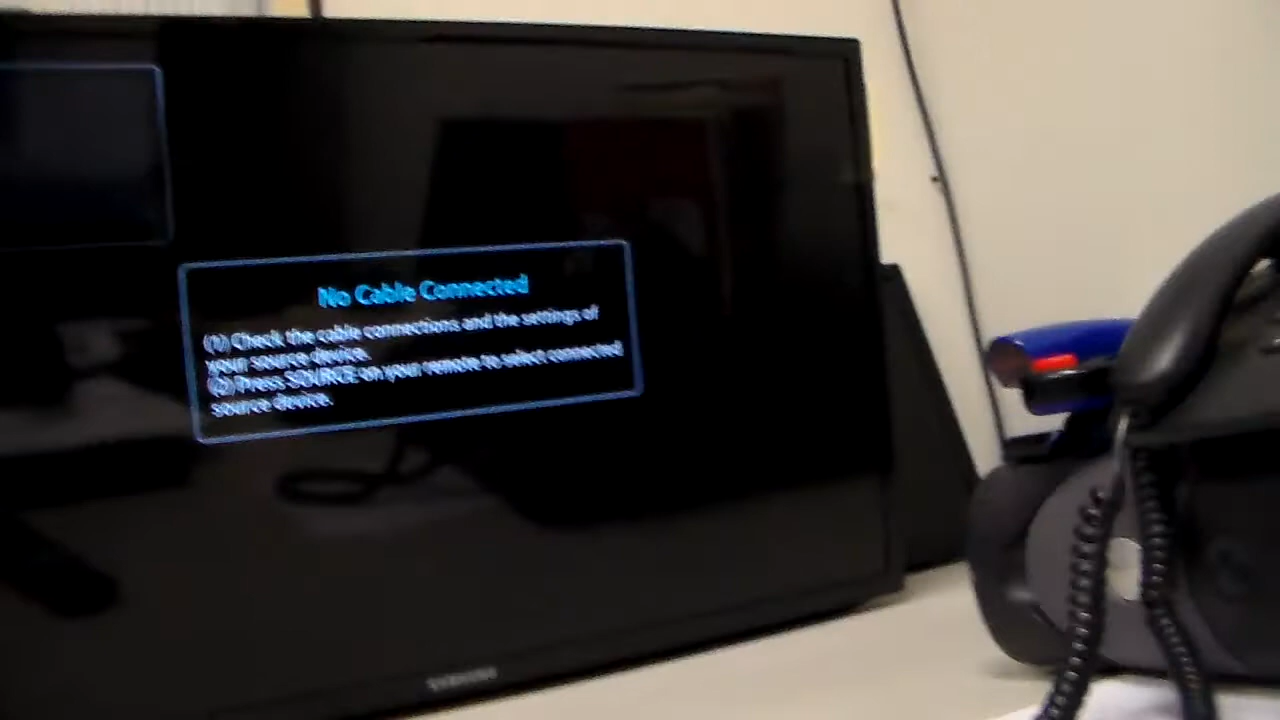 No Cable Connected
(1) Check the cable connections and the settings of
your source device.
(2) Press SOURCE on your remote to select connected
source device.
SAMSUNG